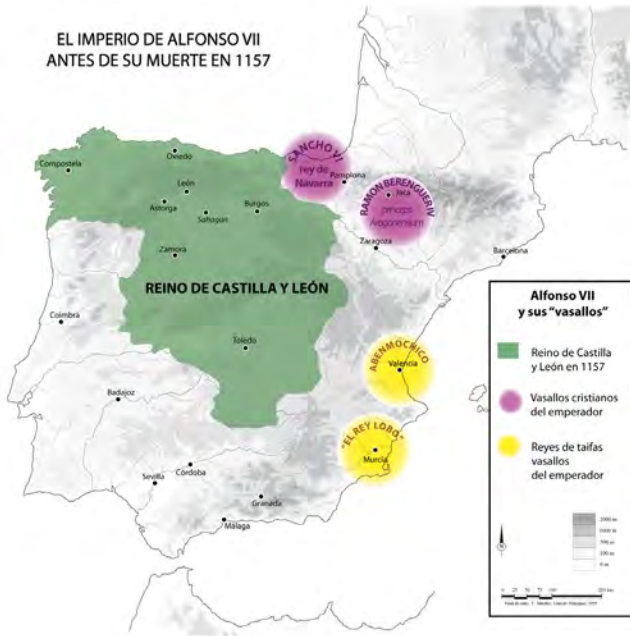 EL IMPERIO DE ALFONSO VII
ANTES DE SU MUERTE EN 1157
Compostela
Oviedo
León
Astorga
Sahagún
Burgos
Zamora
REINO DE CASTILLA Y LEÓN
Toledo
SANCHO VI
rey de
Navarra
Pamplona
RAMON BERENGUER IV
Jaca
princeps
Aragonensium
Zaragoza
Barcelona
Coimbra
Badajoz
ABENMOCHICO
Valencia
"EL REY LOBO"
Murcia
Sevilla
Córdoba
Granada
Málaga
Alfonso VII
y sus "vasallos"
Reino de Castilla
y León en 1157
Vasallos cristianos
del emperador
Reyes de taifas
vasallos
del emperador